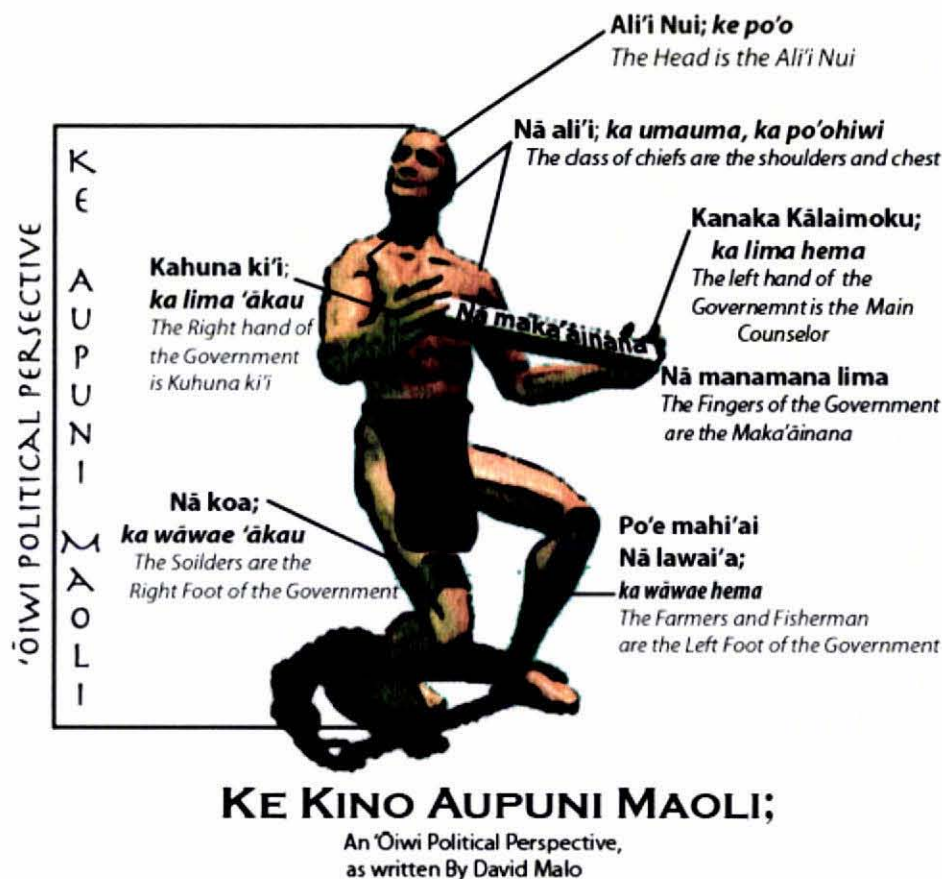 Ali'i Nui; ke po'o
The Head is the Ali'i Nui
Nā ali'i; ka umauma, ka po'ohiwi
The class of chiefs are the shoulders and chest
Kanaka Kālaimoku;
ka lima hema
The left hand of the
Governemnt is the Main
Counselor
Kahuna ki'i;
ka lima 'ākau
The Right hand of
the Government
is Kuhuna ki'i
Nā maka'āinana
Nā manamana lima
The Fingers of the Government
are the Maka'āinana
Nā koa;
ka wāwae 'ākau
The Soilders are the
Right Foot of the Government
Po'e mahi'ai
Nā lawai'a;
ka wāwae hema
The Farmers and Fisherman
are the Left Foot of the Government
'ŌIWI POLITICAL PERSECTIVE
KE AUPUNI MAOLI
KE KINO AUPUNI MAOLI;
An 'Ōiwi Political Perspective,
as written By David Malo